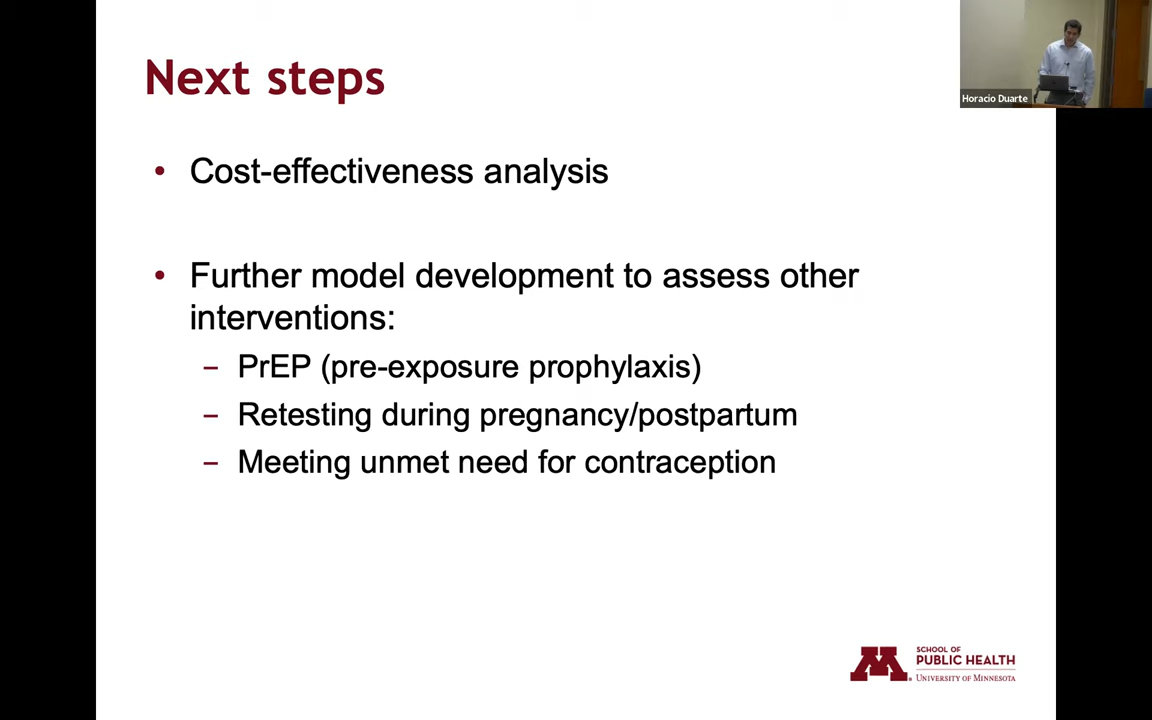 Next steps
Horacio Duarte
• Cost-effectiveness analysis
• Further model development to assess other
interventions:
– PrEP (pre-exposure prophylaxis)
– Retesting during pregnancy/postpartum
– Meeting unmet need for contraception
M
SCHOOL OF
PUBLIC HEALTH
UNIVERSITY OF MINNESOTA